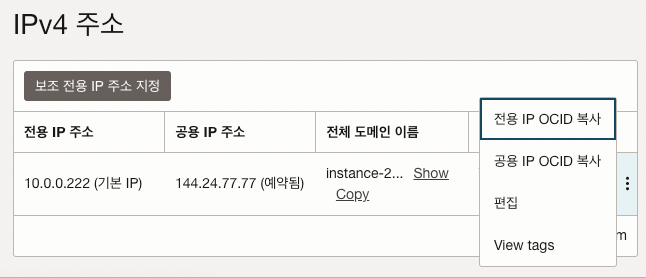 IPv4 주소
보조 전용 IP 주소 지정
전용 IP 주소 공용 IP 주소 전체 도메인 이름
10.0.0.222 (기본 IP) 144.24.77.77 (예약됨) instance-2... Show
Copy
전용 IP OCID 복사
공용 IP OCID 복사
편집
View tags